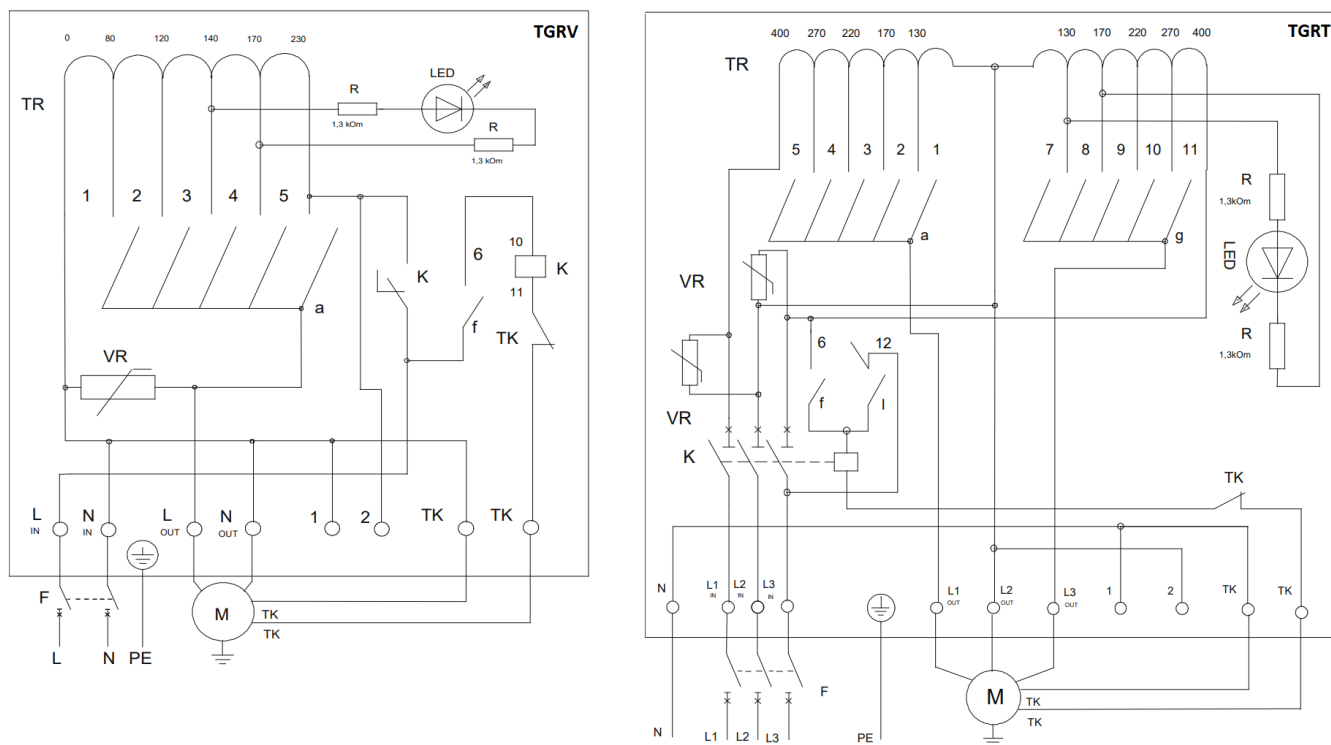 TGRV
0 80 120 140 170 230
TR
LED
R
1,3 kOm
R
1,3 kOm
1 2 3 4 5
6
10
K
K
11
f
TK
a
VR
L IN
N IN
L OUT
N OUT
1
2
TK
TK
F
M
TK
TK
L N PE
TGRT
400 270 220 170 130
130 170 220 270 400
TR
5 4 3 2 1
7 8 9 10 11
R
1,3kOm
LED
R
1,3kOm
a
g
VR
6
12
f
l
VR
K
TK
N
L1 IN
L2 IN
L3 IN
L1 OUT
L2 OUT
L3 OUT
1
2
TK
TK
F
M
TK
TK
N
L1 L2 L3
PE